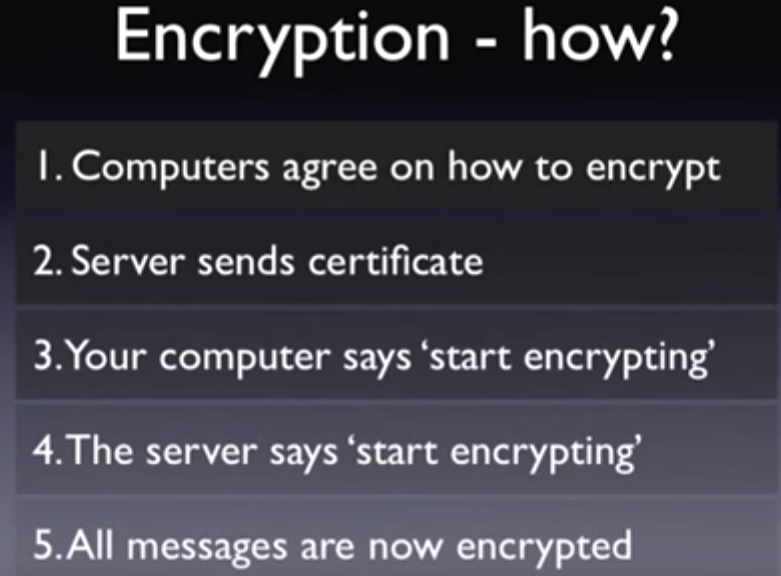 Encryption - how?
1. Computers agree on how to encrypt
2. Server sends certificate
3. Your computer says ‘start encrypting’
4. The server says ‘start encrypting’
5. All messages are now encrypted